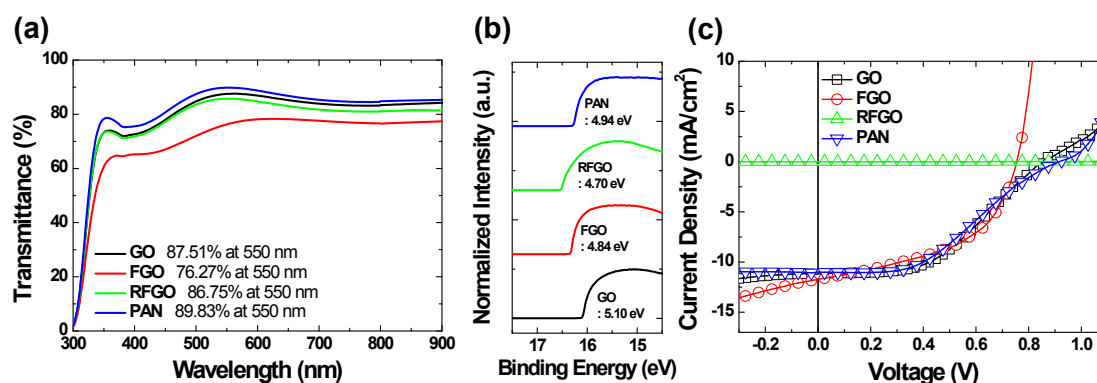 (a)
Transmittance (%)
100
80
60
40
20
0
GO 87.51% at 550 nm
FGO 76.27% at 550 nm
RFGO 86.75% at 550 nm
PAN 89.83% at 550 nm
300 400 500 600 700 800 900
Wavelength (nm)
(b)
Normalized Intensity (a.u.)
PAN
: 4.94 eV
RFGO
: 4.70 eV
FGO
: 4.84 eV
GO
: 5.10 eV
17 16 15
Binding Energy (eV)
(c)
Current Density (mA/cm²)
10
5
0
-5
-10
-15
GO
FGO
RFGO
PAN
-0.2 0.0 0.2 0.4 0.6 0.8 1.0
Voltage (V)